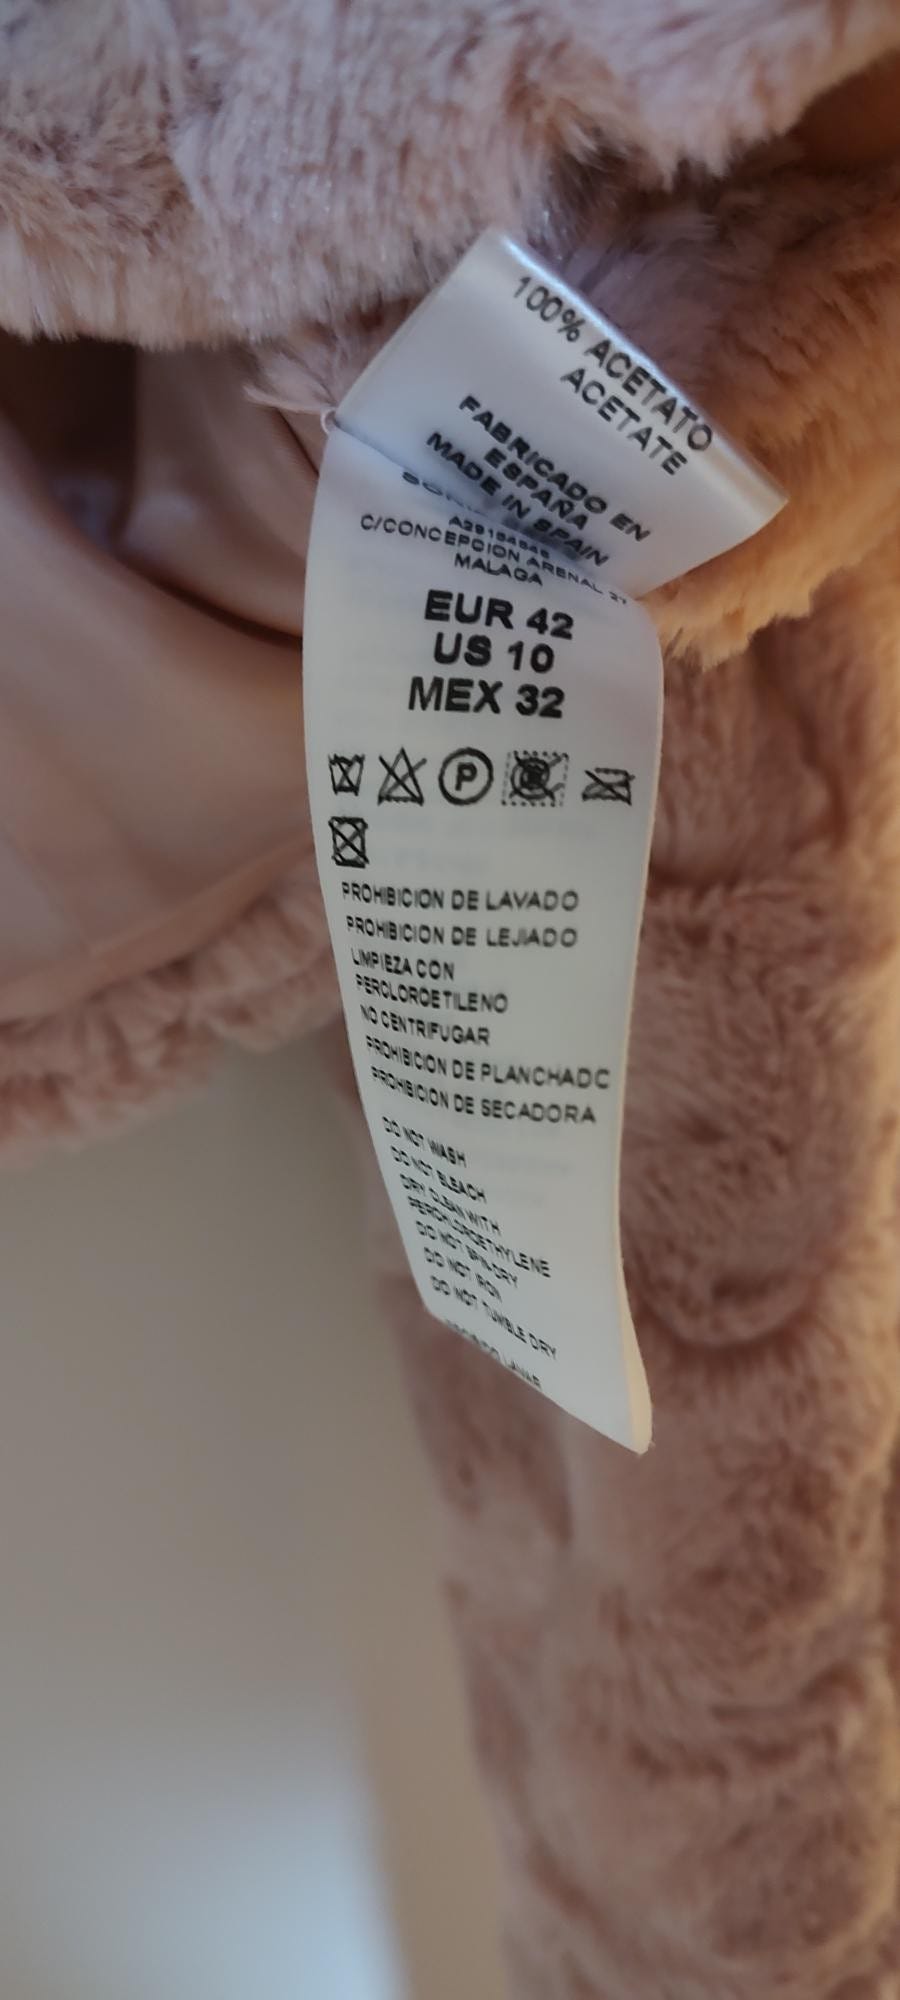 100% ACETATO
ACETATE
FABRICADO EN
ESPAÑA
MADE IN SPAIN
C/CONCEPCION ARENAL
MALAGA
EUR 42
US 10
MEX 32
P
PROHIBICION DE LAVADO
PROHIBICION DE LEJIADO
LIMPIEZA CON
PERCLOROETILENO
NO CENTRIFUGAR
PROHIBICION DE PLANCHADO
PROHIBICION DE SECADORA
DO NOT WASH
DO NOT BLEACH
DRY CLEAN WITH
PERCHLOROETHYLENE
DO NOT SPIN-DRY
DO NOT IRON
DO NOT TUMBLE DRY
LAVAR